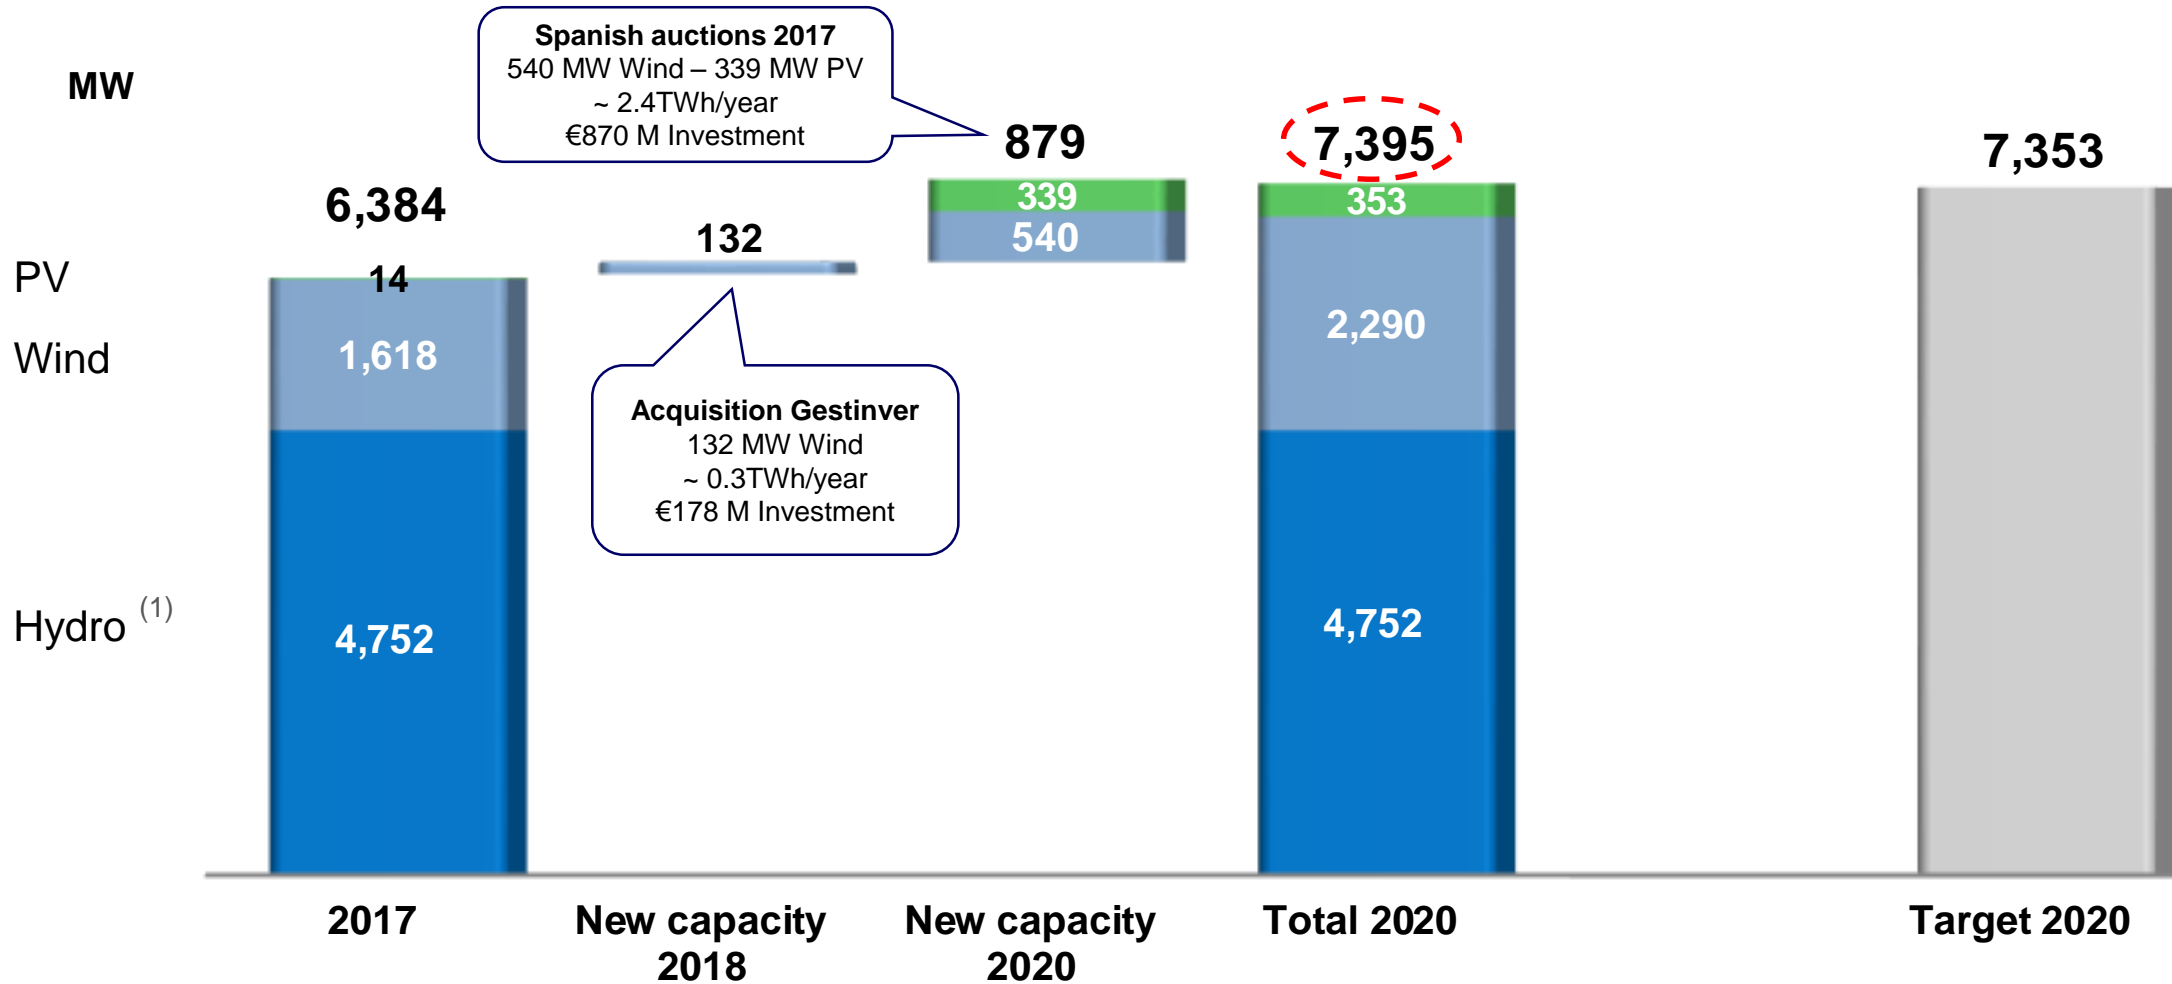 Spanish auctions 2017
540 MW Wind – 339 MW PV
~ 2.4TWh/year
€870 M Investment
MW
879
7,395
7,353
6,384
339
353
132
540
PV
14
2,290
Wind
1,618
Acquisition Gestinver
132 MW Wind
~ 0.3TWh/year
€178 M Investment
Hydro (1)
4,752
4,752
2017
New capacity
2018
New capacity
2020
Total 2020
Target 2020